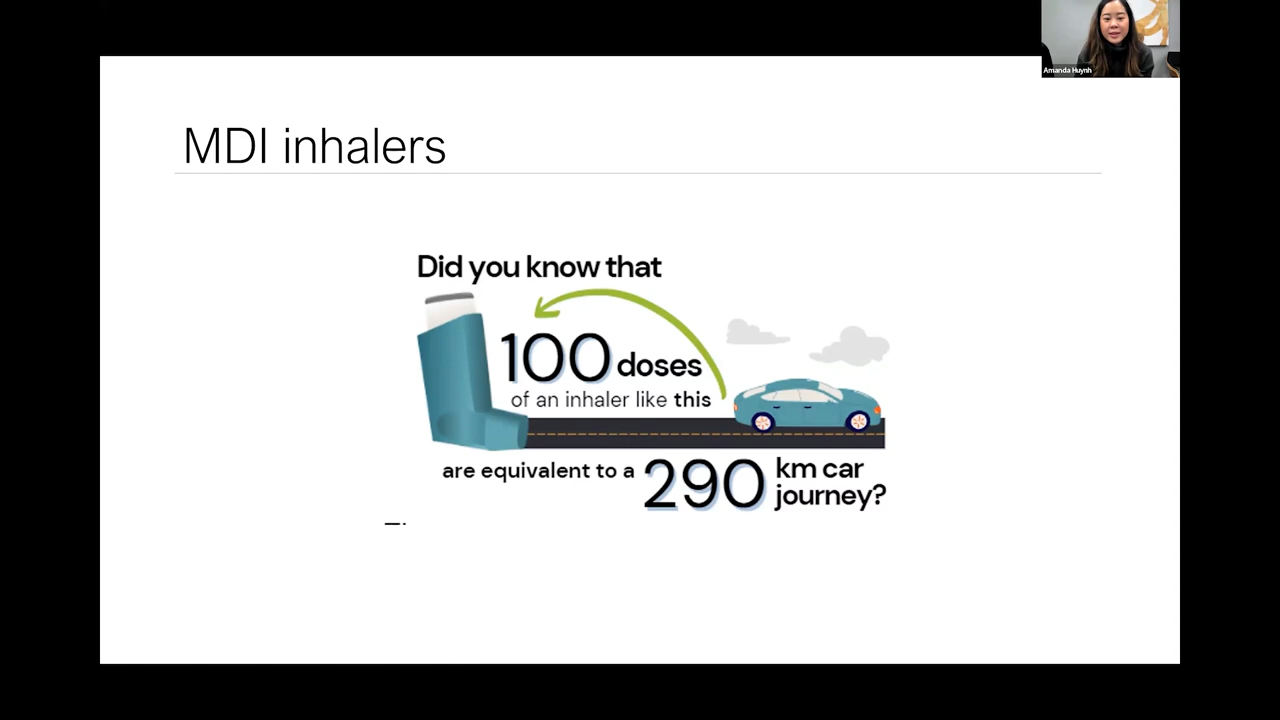 Amanda Huynh
MDI inhalers
Did you know that
100 doses
of an inhaler like this
are equivalent to a 290 km car
journey?